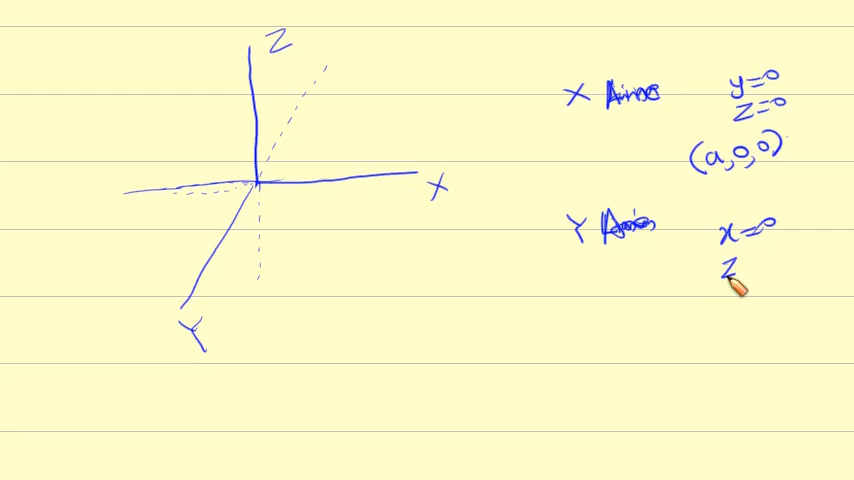 Z
X
Y
X Axis
y=0
z=0
(a,0,0)
Y Axis
x=0
Z